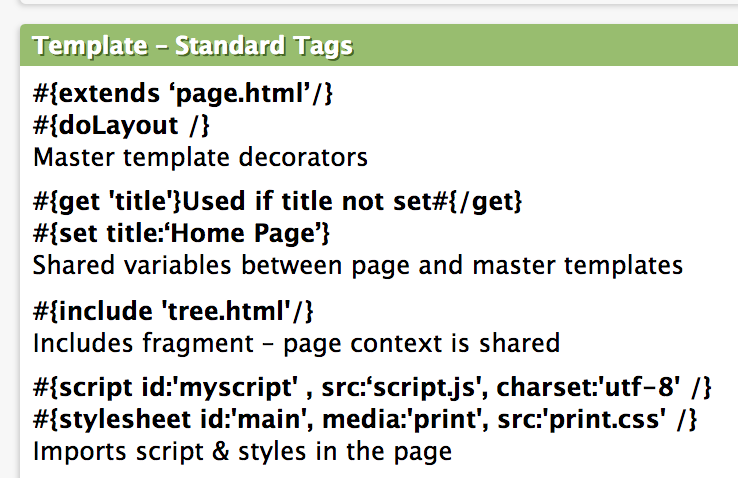 Template – Standard Tags
#{extends ‘page.html’/}
#{doLayout /}
Master template decorators
#{get 'title'}Used if title not set#{/get}
#{set title:‘Home Page’}
Shared variables between page and master templates
#{include 'tree.html'/}
Includes fragment – page context is shared
#{script id:'myscript' , src:‘script.js', charset:'utf-8' /}
#{stylesheet id:'main', media:'print', src:'print.css' /}
Imports script & styles in the page